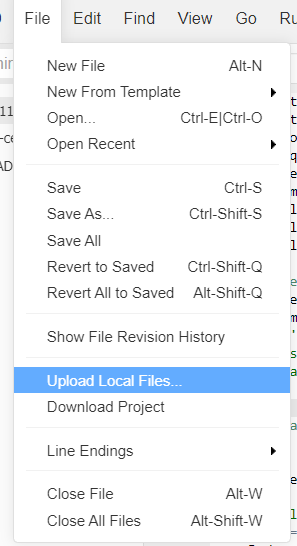 File Edit Find View Go Ru
New File Alt-N
New From Template
Open... Ctrl-E|Ctrl-O
Open Recent
Save Ctrl-S
Save As... Ctrl-Shift-S
Save All
Revert to Saved Ctrl-Shift-Q
Revert All to Saved Alt-Shift-Q
Show File Revision History
Upload Local Files...
Download Project
Line Endings
Close File Alt-W
Close All Files Alt-Shift-W